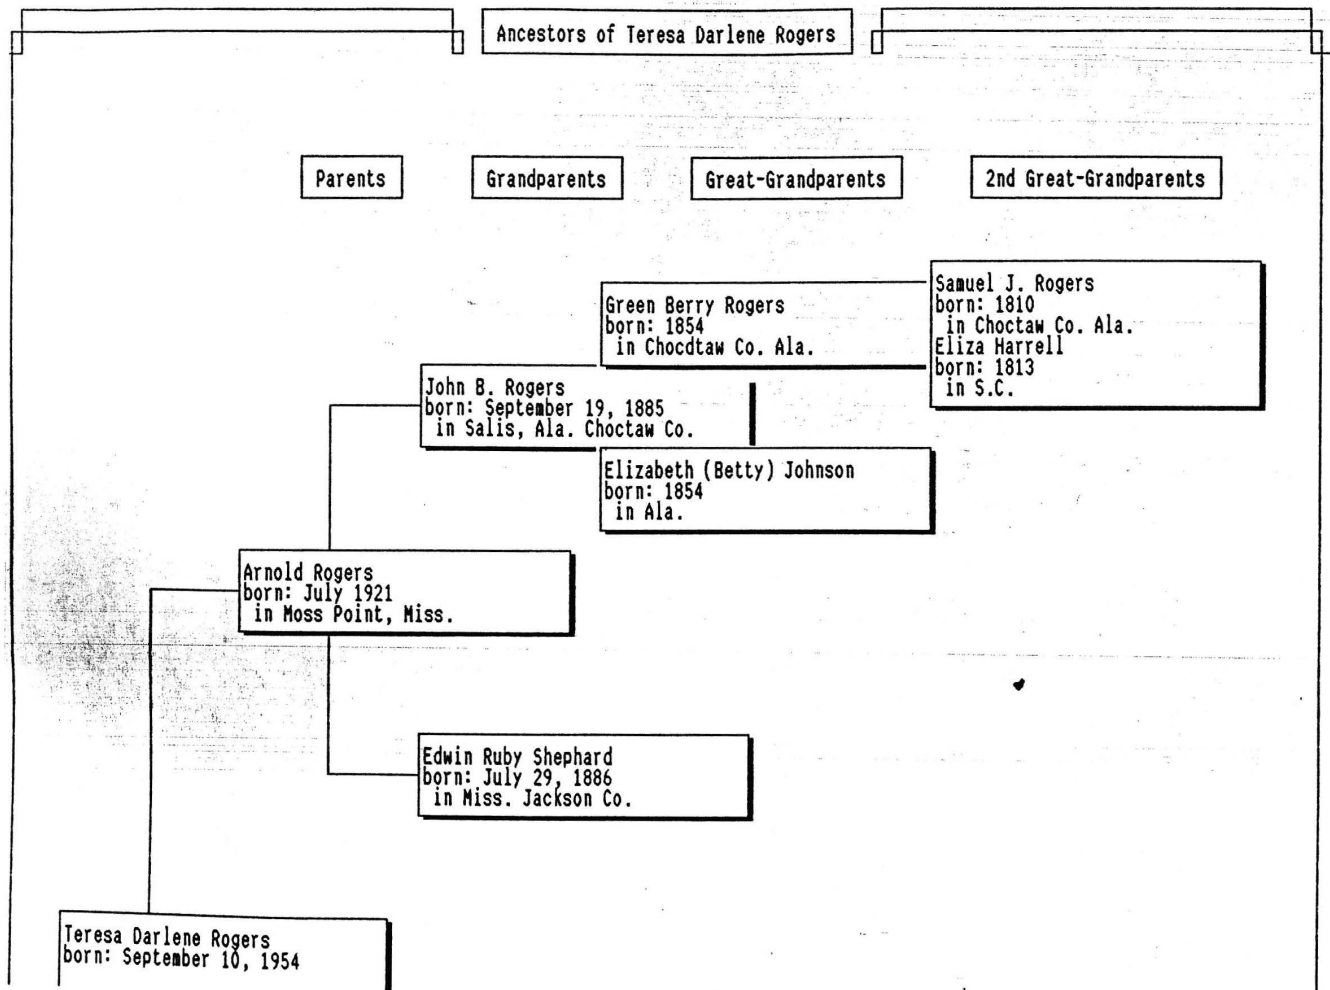 Ancestors of Teresa Darlene Rogers
Parents
Grandparents
Great-Grandparents
2nd Great-Grandparents
Samuel J. Rogers
born: 1810
in Choctaw Co. Ala.
Eliza Harrell
born: 1813
in S.C.
Green Berry Rogers
born: 1854
in Chocdtaw Co. Ala.
John B. Rogers
born: September 19, 1885
in Salis, Ala. Choctaw Co.
Elizabeth (Betty) Johnson
born: 1854
in Ala.
Arnold Rogers
born: July 1921
in Moss Point, Miss.
Edwin Ruby Shephard
born: July 29, 1886
in Miss. Jackson Co.
Teresa Darlene Rogers
born: September 10, 1954